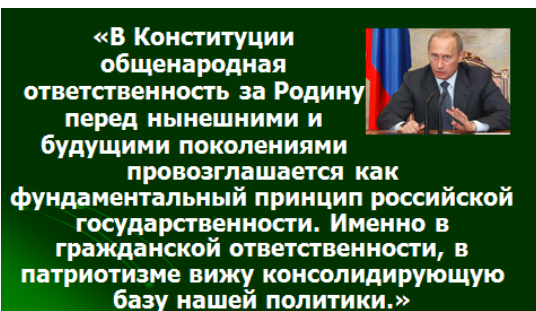 «В Конституции
общенародная
ответственность за Родину
перед нынешними и
будущими поколениями
провозглашается как
фундаментальный принцип российской
государственности. Именно в
гражданской ответственности, в
патриотизме вижу консолидирующую
базу нашей политики.»